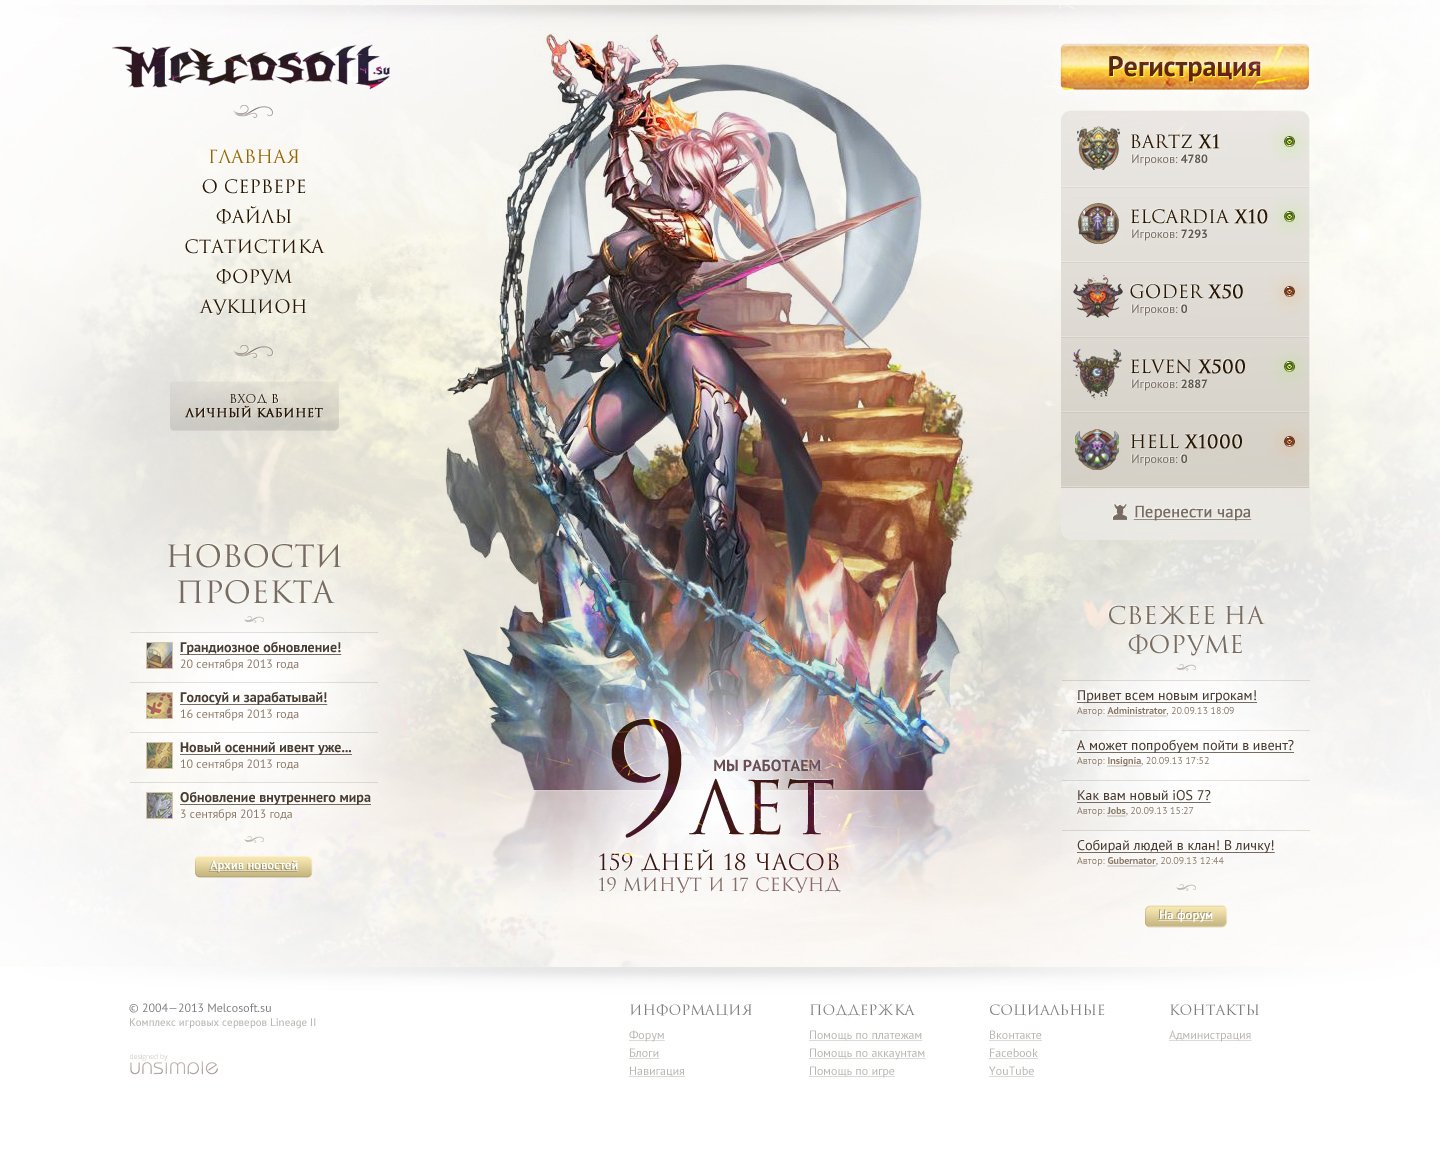 Melcosoft.su
ГЛАВНАЯ
О СЕРВЕРЕ
ФАЙЛЫ
СТАТИСТИКА
ФОРУМ
АУКЦИОН
ВХОД В
ЛИЧНЫЙ КАБИНЕТ
НОВОСТИ
ПРОЕКТА
Грандиозное обновление!
20 сентября 2013 года
Голосуй и зарабатывай!
16 сентября 2013 года
Новый осенний ивент уже...
10 сентября 2013 года
Обновление внутреннего мира
3 сентября 2013 года
Архив новостей
МЫ РАБОТАЕМ
9 ЛЕТ
159 ДНЕЙ 18 ЧАСОВ
19 МИНУТ И 17 СЕКУНД
Регистрация
BARTZ X1
Игроков: 4780
ELCARDIA X10
Игроков: 7293
GODER X50
Игроков: 0
ELVEN X500
Игроков: 2887
HELL X1000
Игроков: 0
Перенести чара
СВЕЖЕЕ НА
ФОРУМЕ
Привет всем новым игрокам!
Автор: Administrator, 20.09.13 18:09
А может попробуем пойти в ивент?
Автор: Insignia, 20.09.13 17:52
Как вам новый iOS 7?
Автор: Jobs, 20.09.13 15:27
Собирай людей в клан! В личку!
Автор: Gubernator, 20.09.13 12:44
На форум
© 2004—2013 Melcosoft.su
Комплекс игровых серверов Lineage II
designed by
unsimple
ИНФОРМАЦИЯ
Форум
Блоги
Навигация
ПОДДЕРЖКА
Помощь по платежам
Помощь по аккаунтам
Помощь по игре
СОЦИАЛЬНЫЕ
Вконтакте
Facebook
YouTube
КОНТАКТЫ
Администрация